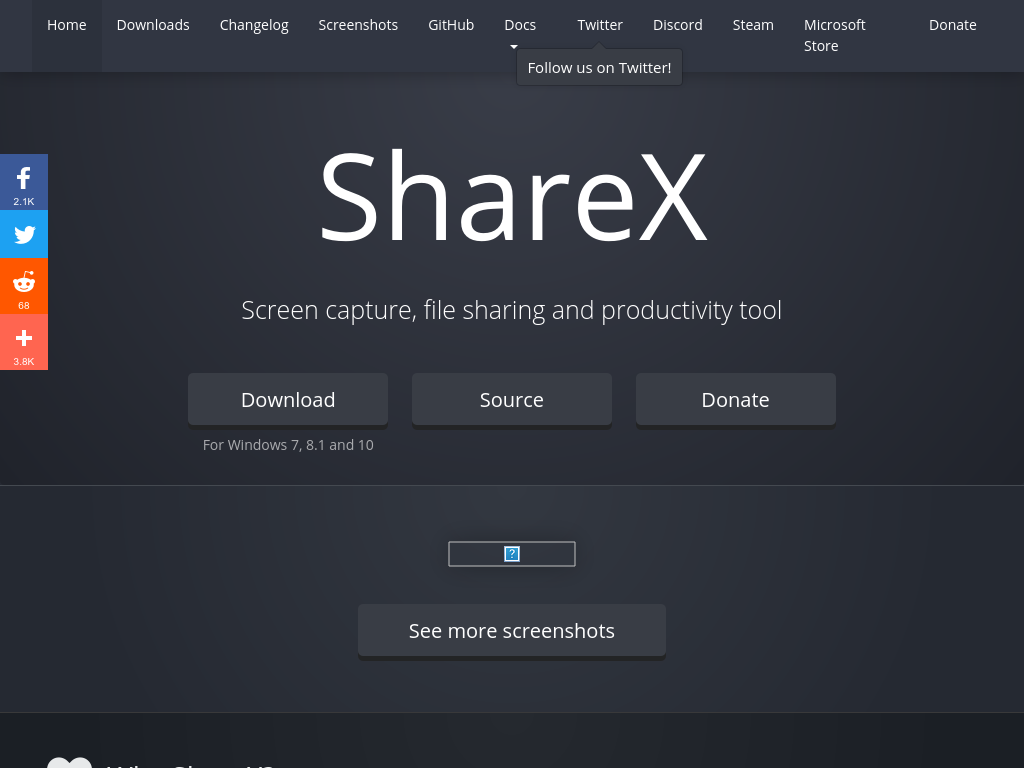 Home Downloads Changelog Screenshots GitHub Docs Twitter Discord Steam Microsoft Store Donate
Follow us on Twitter!
ShareX
2.1K
68
3.8K
Screen capture, file sharing and productivity tool
Download Source Donate
For Windows 7, 8.1 and 10
See more screenshots